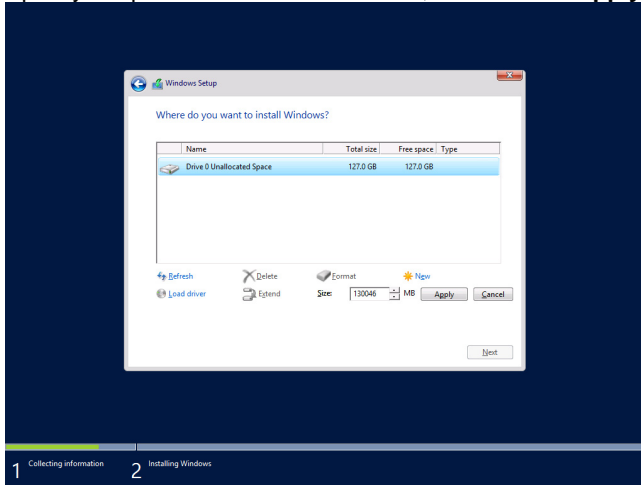 Windows Setup
Where do you want to install Windows?
Name Total size Free space Type
Drive 0 Unallocated Space 127.0 GB 127.0 GB
Refresh Delete Format New
Load driver Extend Size: 130046 MB Apply Cancel
Next
1 Collecting information 2 Installing Windows